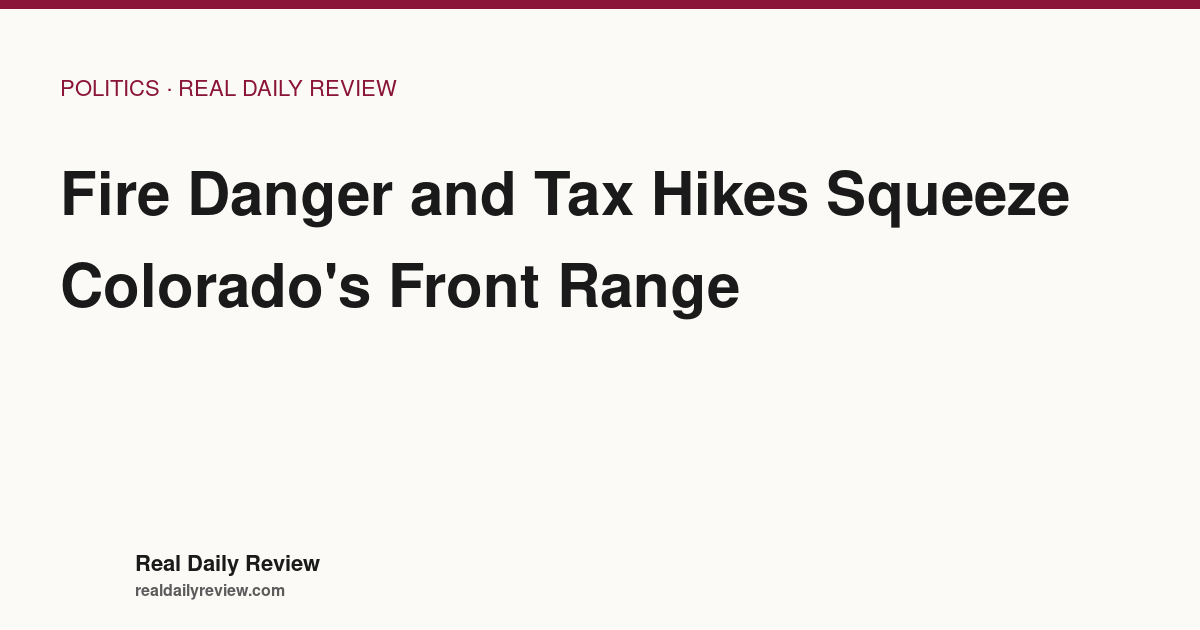 POLITICS · REAL DAILY REVIEW
Fire Danger and Tax Hikes Squeeze
Colorado's Front Range
Real Daily Review
realdailyreview.com